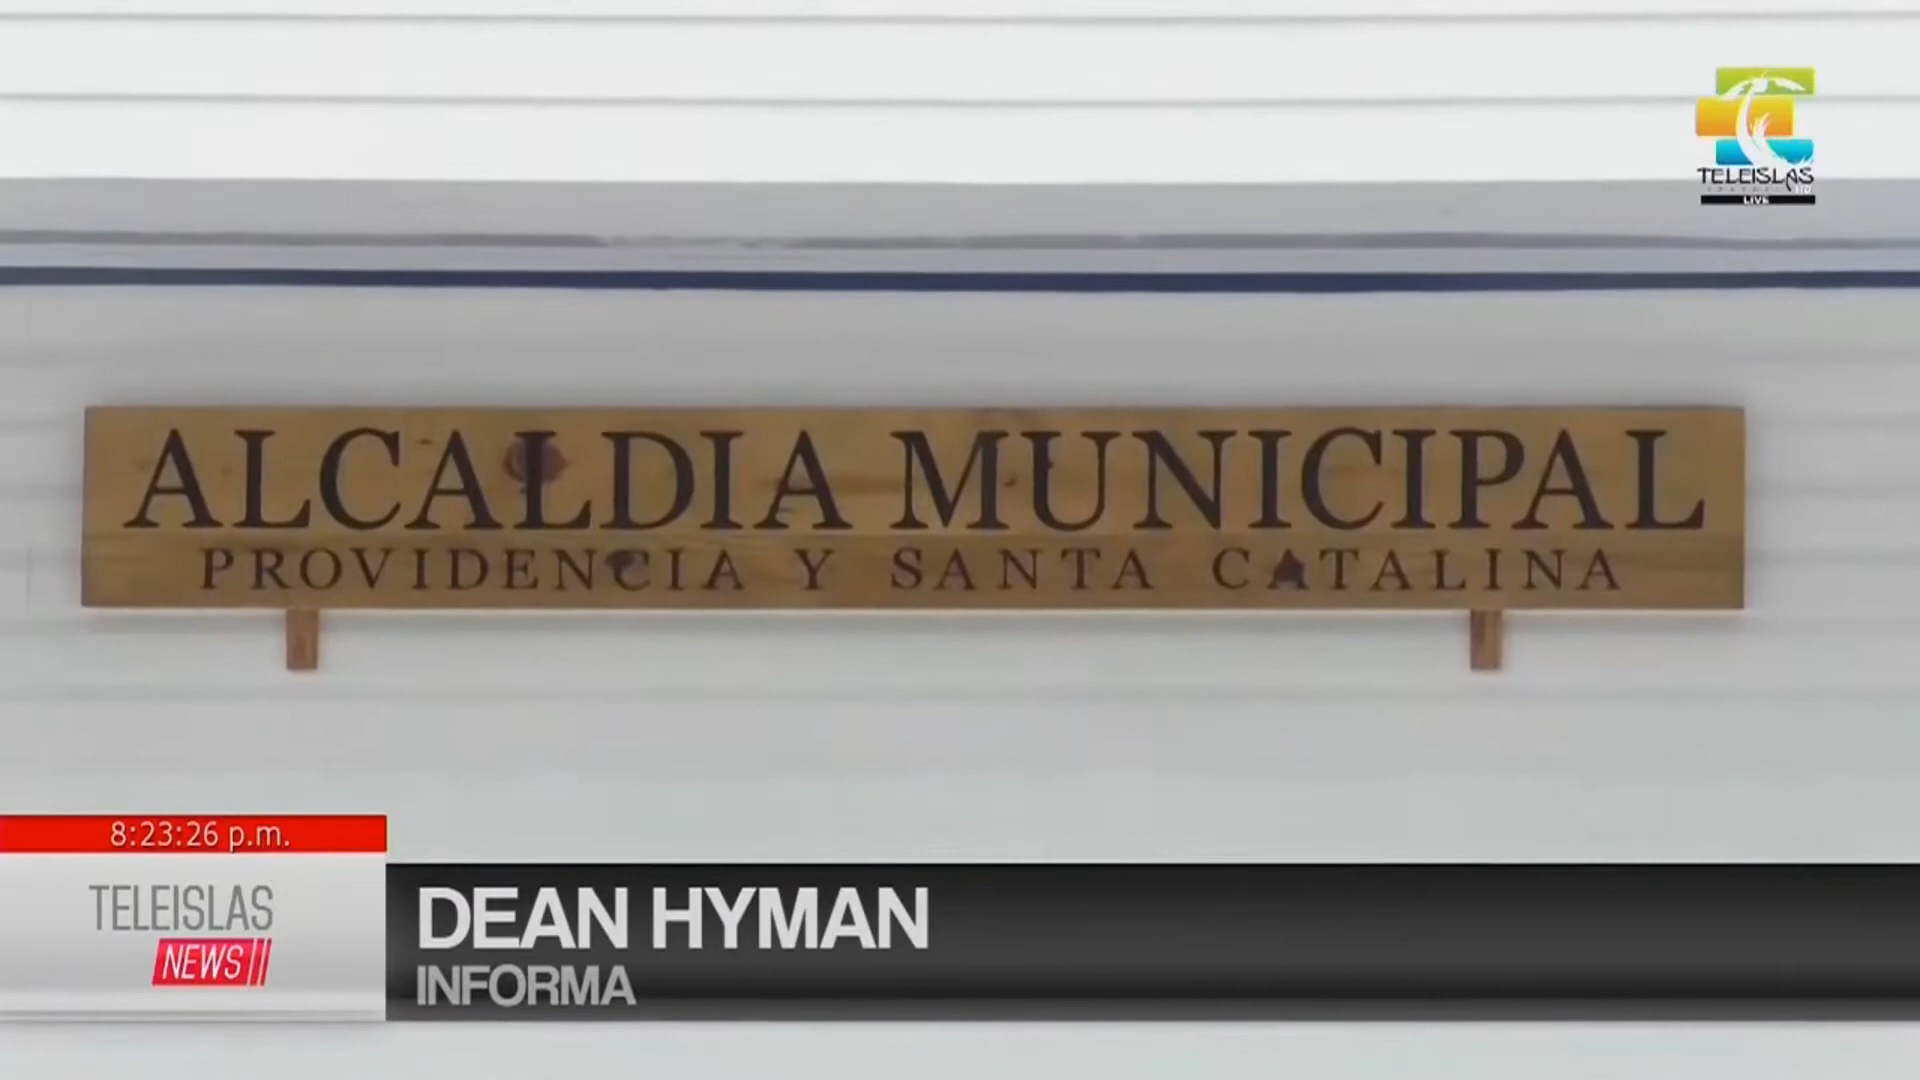 TELEISLAS
LIVE
ALCALDIA MUNICIPAL
PROVIDENCIA Y SANTA CATALINA
8:23:26 p.m.
TELEISLAS
NEWS
DEAN HYMAN
INFORMA